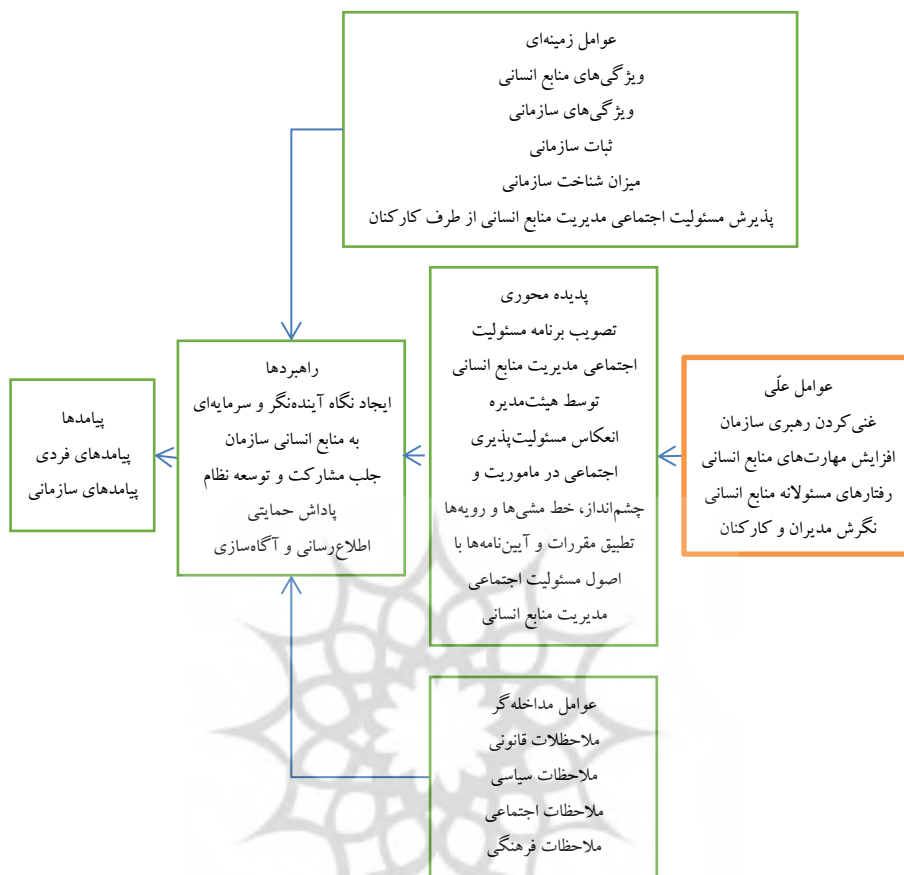 عوامل زمینه‌ای
ویژگی‌های منابع انسانی
ویژگی‌های سازمانی
ثبات سازمانی
میزان شناخت سازمانی
پذیرش مسئولیت اجتماعی مدیریت منابع انسانی از طرف کارکنان
عوامل علّی
غنی‌کردن رهبری سازمان
افزایش مهارت‌های منابع انسانی
رفتارهای مسئولانه منابع انسانی
نگرش مدیران و کارکنان
پدیده محوری
تصویب برنامه مسئولیت
اجتماعی مدیریت منابع انسانی
توسط هیئت‌مدیره
انعکاس مسئولیت‌پذیری
اجتماعی در ماموریت و
چشم‌انداز، خط مشی‌ها و رویه‌ها
تطبیق مقررات و آیین‌نامه‌ها با
اصول مسئولیت اجتماعی
مدیریت منابع انسانی
راهبردها
ایجاد نگاه آینده‌نگر و سرمایه‌ای
به منابع انسانی سازمان
جلب مشارکت و توسعه نظام
پاداش حمایتی
اطلاع‌رسانی و آگاه‌سازی
پیامدها
پیامدهای فردی
پیامدهای سازمانی
عوامل مداخله‌گر
ملاحظلات قانونی
ملاحظات سیاسی
ملاحظات اجتماعی
ملاحظات فرهنگی